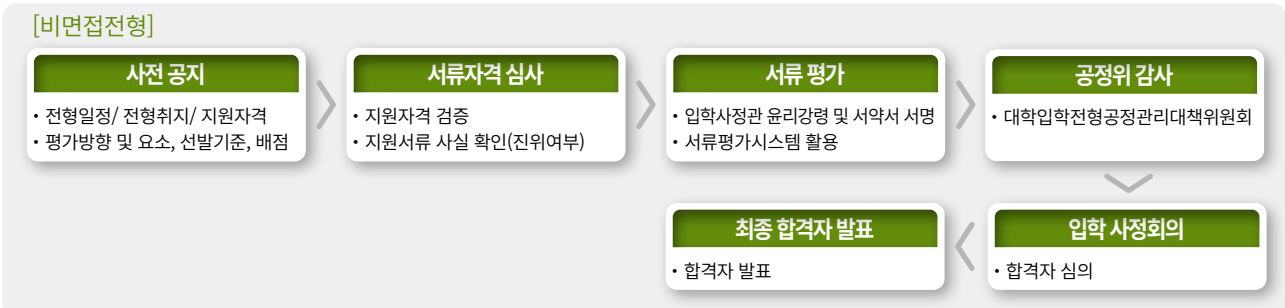 [비면접전형]
사전 공지
• 전형일정/ 전형취지/ 지원자격
• 평가방향 및 요소, 선발기준, 배점
서류자격 심사
• 지원자격 검증
• 지원서류 사실 확인(진위여부)
서류 평가
• 입학사정관 윤리강령 및 서약서 서명
• 서류평가시스템 활용
공정위 감사
• 대학입학전형공정관리대책위원회
입학 사정회의
• 합격자 심의
최종 합격자 발표
• 합격자 발표